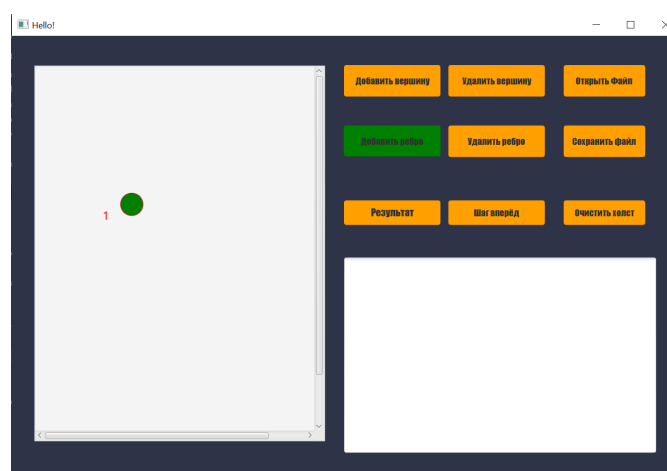 Hello!
Добавить вершину
Удалить вершину
Открыть Файл
Добавить ребро
Удалить ребро
Сохранить файл
1
Результат
Шаг вперёд
Очистить холст